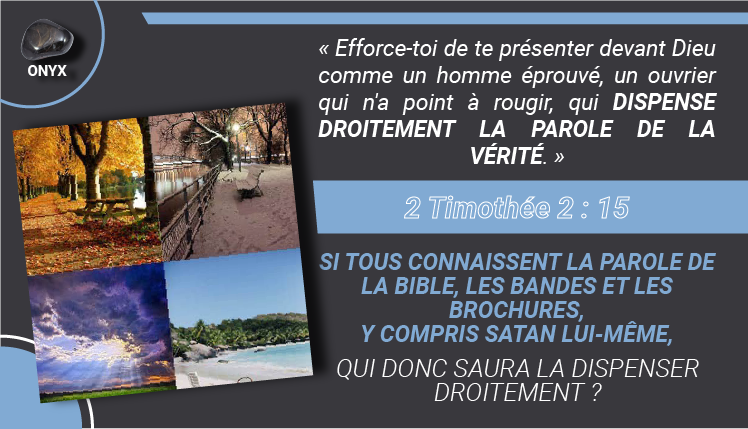 ONYX
« Efforce-toi de te présenter devant Dieu
comme un homme éprouvé, un ouvrier
qui n'a point à rougir, qui DISPENSE
DROITEMENT LA PAROLE DE LA
VÉRITÉ. »
2 Timothée 2 : 15
SI TOUS CONNAISSENT LA PAROLE DE
LA BIBLE, LES BANDES ET LES
BROCHURES,
Y COMPRIS SATAN LUI-MÊME,
QUI DONC SAURA LA DISPENSER
DROITEMENT ?